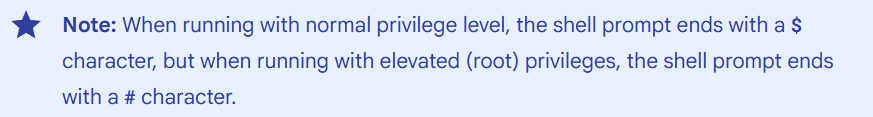 Note: When running with normal privilege level, the shell prompt ends with a $
character, but when running with elevated (root) privileges, the shell prompt ends
with a # character.